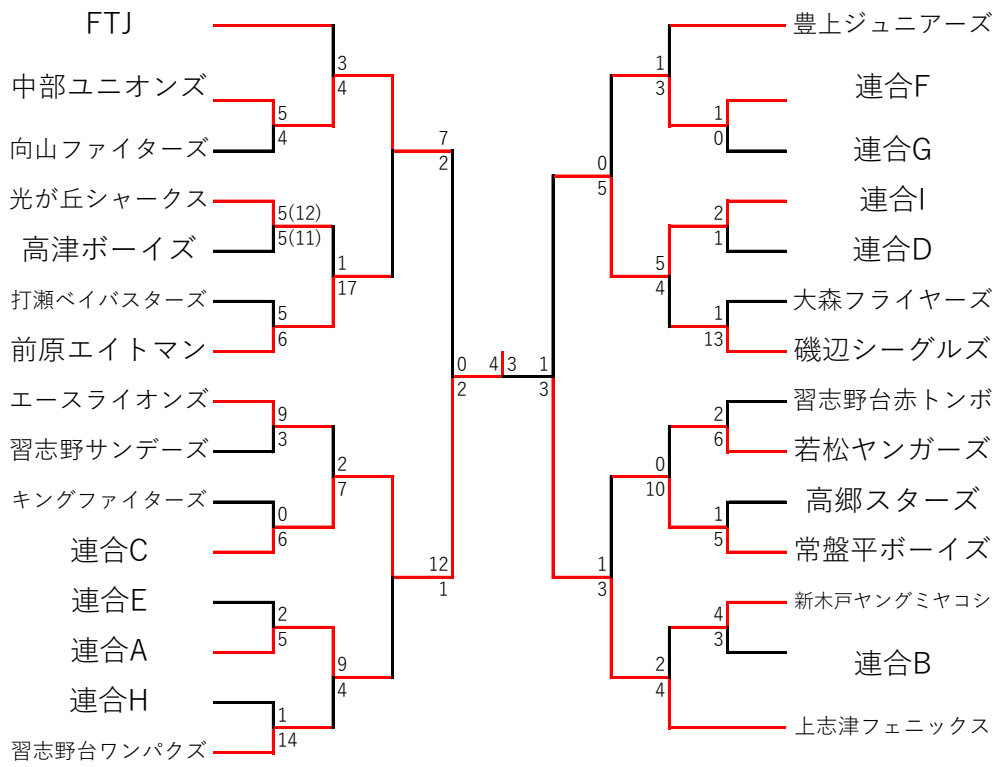 FTJ
3
4
中部ユニオンズ
5
4
向山ファイターズ
7
2
光が丘シャークス
5(12)
5(11)
高津ボーイズ
1
17
打瀬ベイバスターズ
5
6
前原エイトマン
0
2
4
3
エースライオンズ
9
3
習志野サンデーズ
2
7
キングファイターズ
0
6
連合C
12
1
連合E
2
5
連合A
9
4
連合H
1
14
習志野台ワンパクズ
豊上ジュニアーズ
1
3
連合F
1
0
連合G
0
5
連合I
2
1
連合D
5
4
大森フライヤーズ
1
13
磯辺シーグルズ
1
3
習志野台赤トンボ
2
6
若松ヤンガーズ
0
10
高郷スターズ
1
5
常盤平ボーイズ
1
3
新木戸ヤングミヤコシ
4
3
連合B
2
4
上志津フェニックス